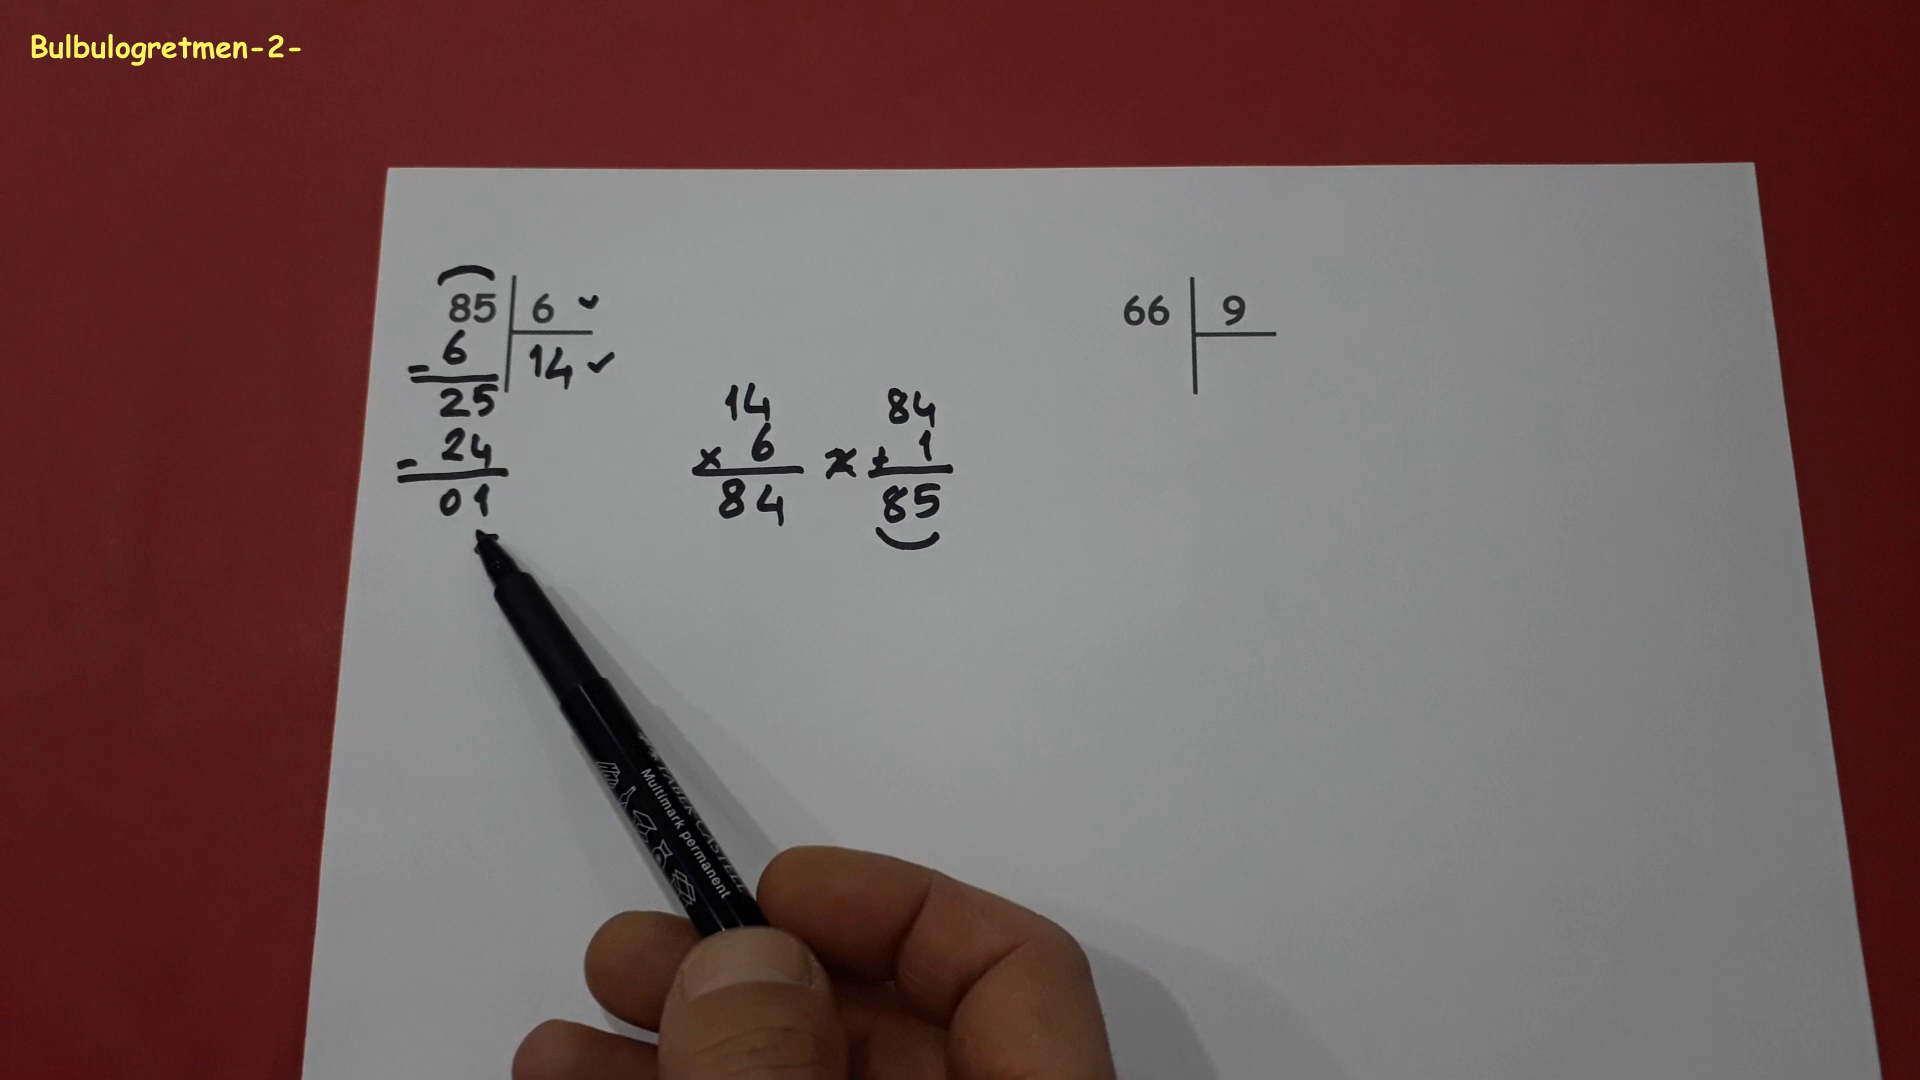 Bulbulogretmen-2-
85 6
- 6 14
25
- 24
01
14
x 6
84
x
84
+ 1
85
66 9
Multimark permanent